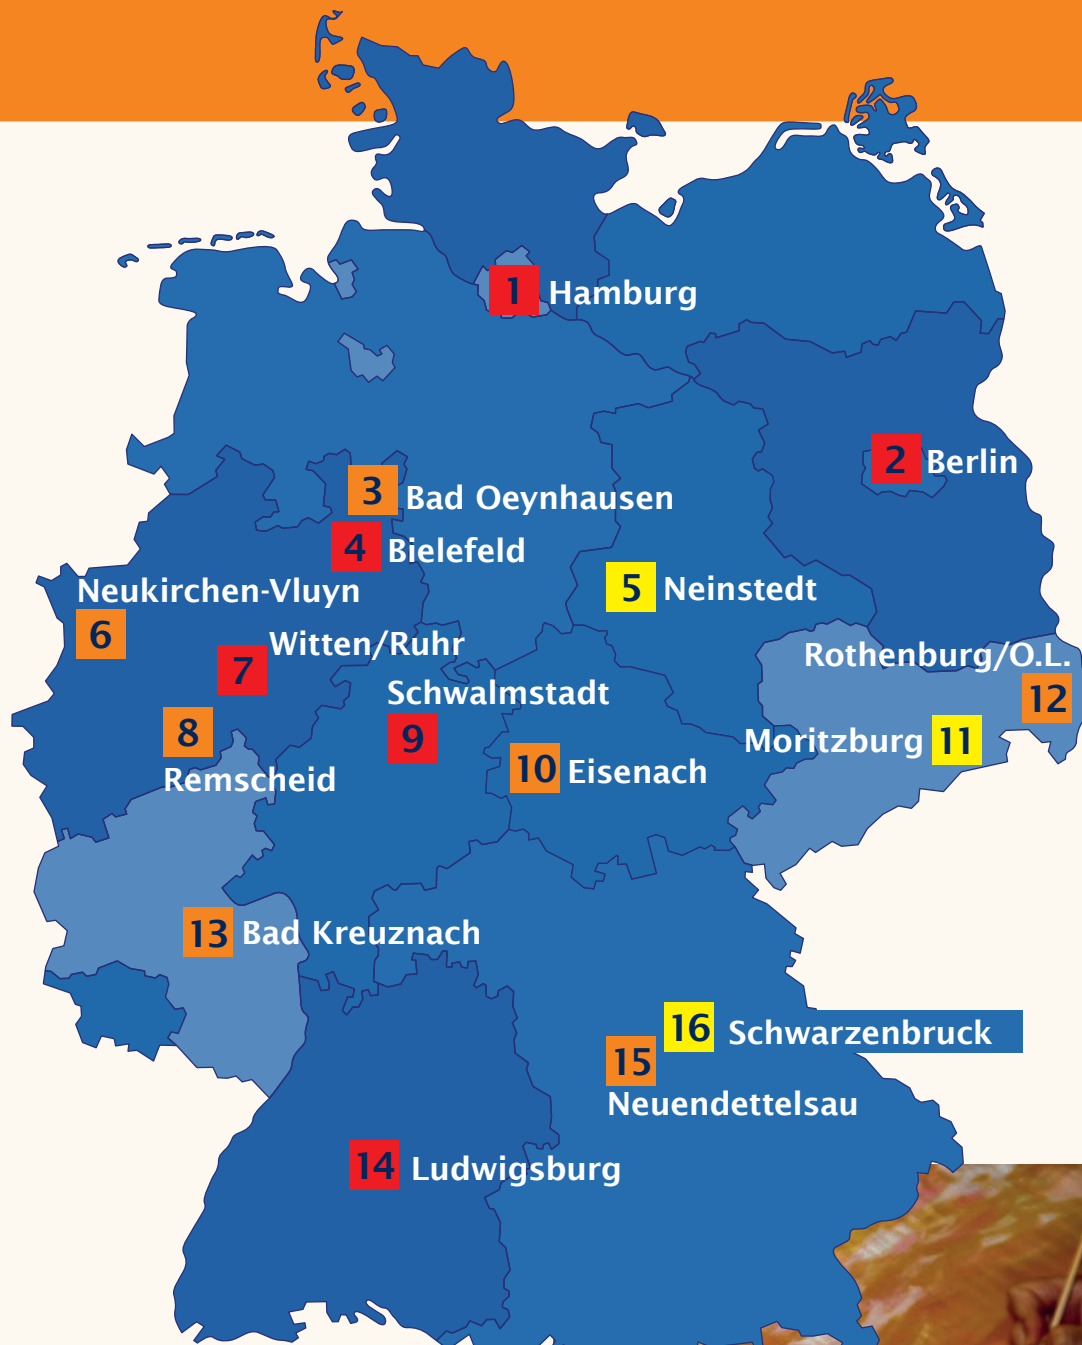 1 Hamburg
2 Berlin
3 Bad Oeynhausen
4 Bielefeld
5 Neinstedt
Neukirchen-Vluyn
6
Witten/Ruhr
7
Rothenburg/O.L.
12
Schwalmstadt
9
8
Remscheid
Moritzburg 11
10 Eisenach
13 Bad Kreuznach
16 Schwarzenbruck
15
Neuendettelsau
14 Ludwigsburg